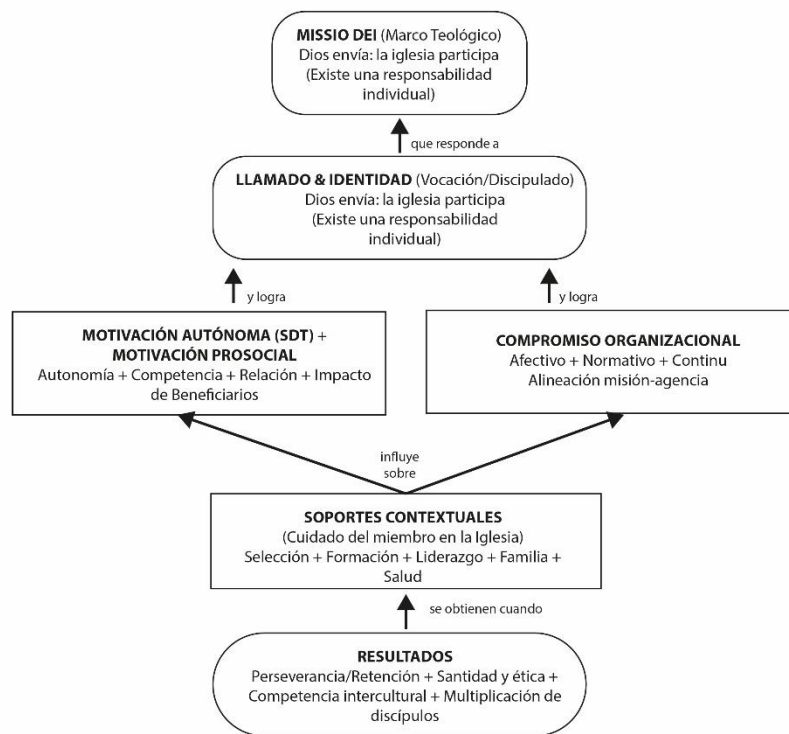 MISSIO DEI (Marco Teológico)
Dios envía: la iglesia participa
(Existe una responsabilidad
individual)
que responde a
LLAMADO & IDENTIDAD (Vocación/Discipulado)
Dios envía: la iglesia participa
(Existe una responsabilidad
individual)
y logra
y logra
MOTIVACIÓN AUTÓNOMA (SDT) +
MOTIVACIÓN PROSOCIAL
Autonomía + Competencia + Relación + Impacto
de Beneficiarios
COMPROMISO ORGANIZACIONAL
Afectivo + Normativo + Continu
Alineación misión-agencia
influye
sobre
SOPORTES CONTEXTUALES
(Cuidado del miembro en la Iglesia)
Selección + Formación + Liderazgo + Familia +
Salud
se obtienen cuando
RESULTADOS
Perseverancia/Retención + Santidad y ética +
Competencia intercultural + Multiplicación de
discípulos